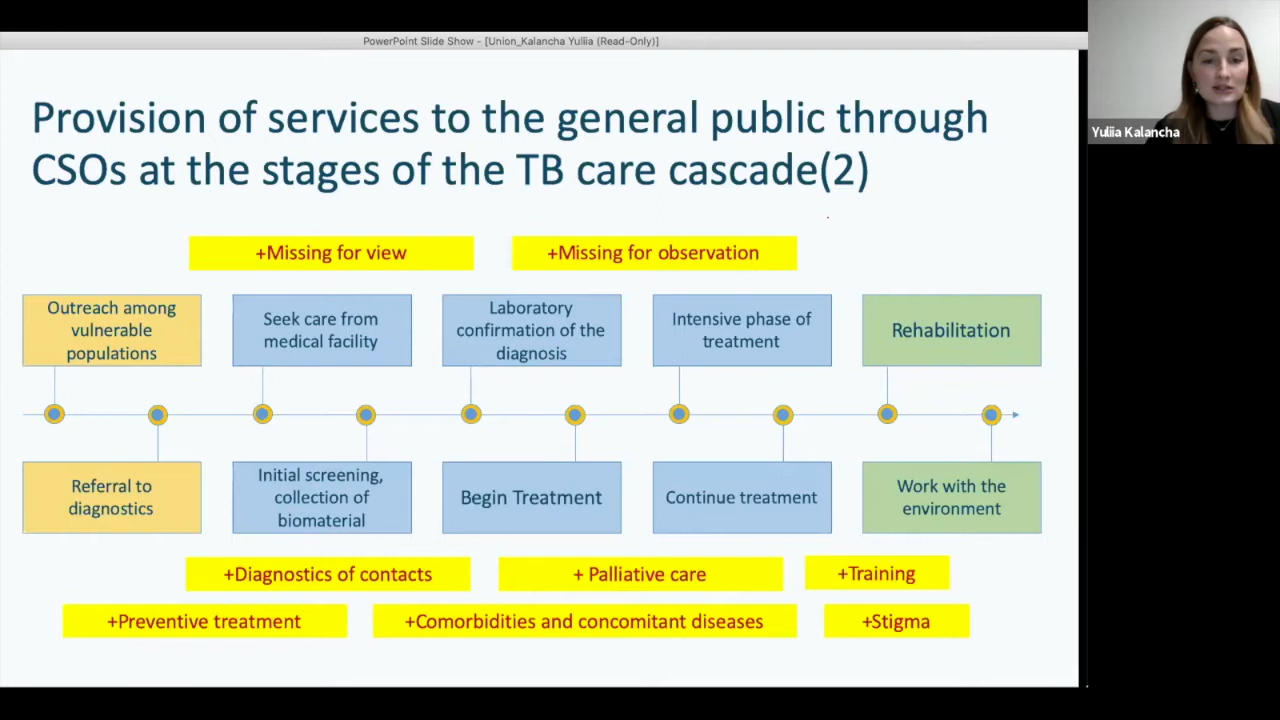 PowerPoint Slide Show - [Union_Kalancha Yuliia (Read-Only)]
Yuliia Kalancha
Provision of services to the general public through
CSOs at the stages of the TB care cascade(2)
+Missing for view
+Missing for observation
Outreach among
vulnerable
populations
Seek care from
medical facility
Laboratory
confirmation of the
diagnosis
Intensive phase of
treatment
Rehabilitation
Referral to
diagnostics
Initial screening,
collection of
biomaterial
Begin Treatment
Continue treatment
Work with the
environment
+Diagnostics of contacts
+ Palliative care
+Training
+Preventive treatment
+Comorbidities and concomitant diseases
+Stigma